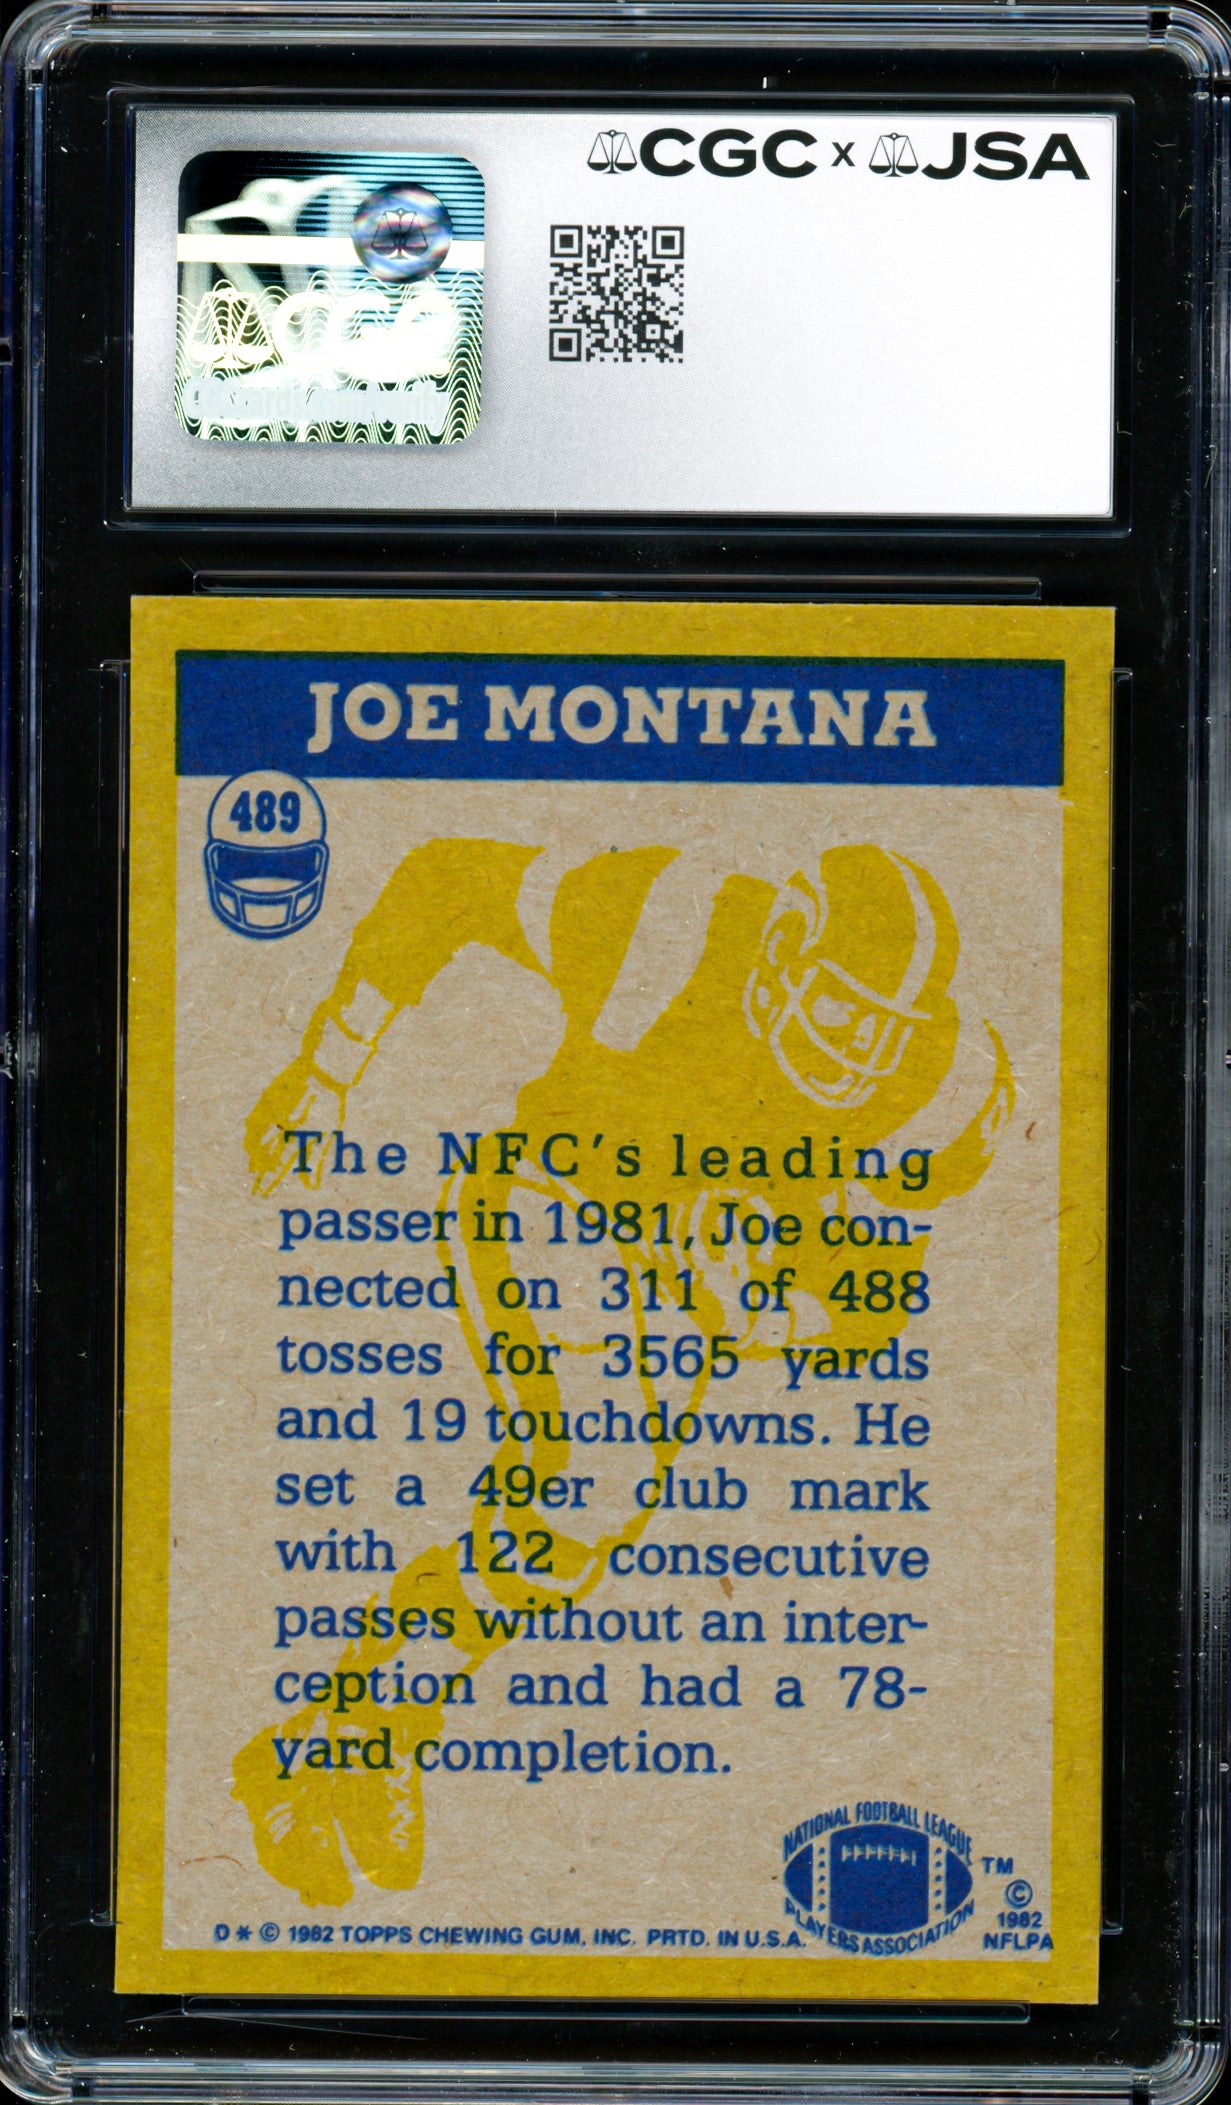 CGC x JSA
CGC
JOE MONTANA
489
The NFC's leading
passer in 1981, Joe con-
nected on 311 of 488
tosses for 3565 yards
and 19 touchdowns. He
set a 49er club mark
with 122 consecutive
passes without an inter-
ception and had a 78-
yard completion.
NATIONAL FOOTBALL LEAGUE
PLAYERS ASSOCIATION
TM
©
1982
NFLPA
D * © 1982 TOPPS CHEWING GUM, INC. PRTD. IN U.S.A.